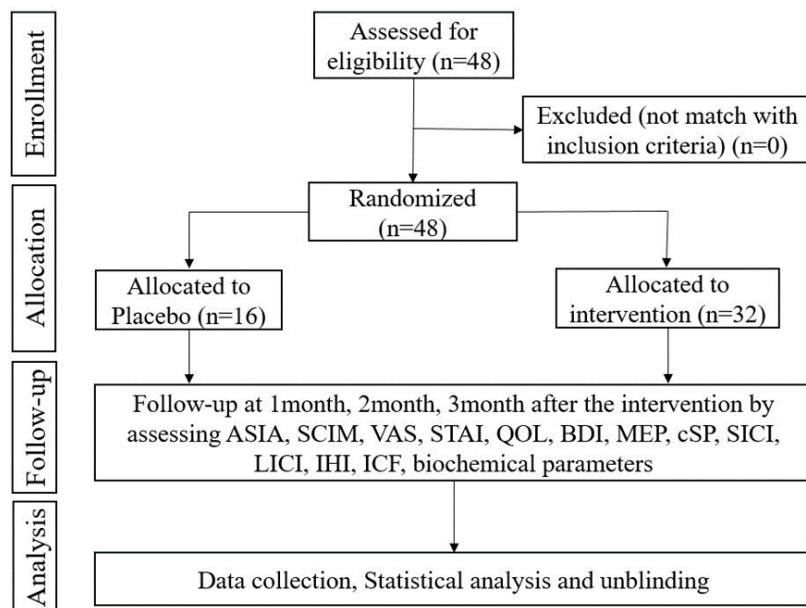 Enrollment
Assessed for
eligibility (n=48)
Excluded (not match with
inclusion criteria) (n=0)
Allocation
Randomized
(n=48)
Allocated to
Placebo (n=16)
Allocated to
intervention (n=32)
Follow-up
Follow-up at 1month, 2month, 3month after the intervention by
assessing ASIA, SCIM, VAS, STAI, QOL, BDI, MEP, cSP, SICI,
LICI, IHI, ICF, biochemical parameters
Analysis
Data collection, Statistical analysis and unblinding